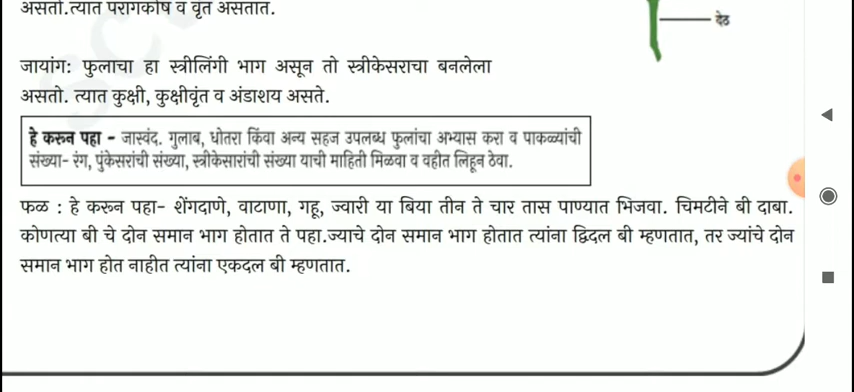 असतो.त्यात परागकोष व वृंत असतात.
देठ
जायांग: फुलाचा हा स्त्रीलिंगी भाग असून तो स्त्रीकेसराचा बनलेला
असतो. त्यात कुक्षी, कुक्षीवृंत व अंडाशय असते.
हे करून पहा - जास्वंद. गुलाब, धोतरा किंवा अन्य सहज उपलब्ध फुलांचा अभ्यास करा व पाकळ्यांची
संख्या- रंग, पुंकेसरांची संख्या, स्त्रीकेसारांची संख्या याची माहिती मिळवा व वहीत लिहून ठेवा.
फळ : हे करून पहा- शेंगदाणे, वाटाणा, गहू, ज्वारी या बिया तीन ते चार तास पाण्यात भिजवा. चिमटीने बी दाबा.
कोणत्या बी चे दोन समान भाग होतात ते पहा.ज्याचे दोन समान भाग होतात त्यांना द्विदल बी म्हणतात, तर ज्यांचे दोन
समान भाग होत नाहीत त्यांना एकदल बी म्हणतात.